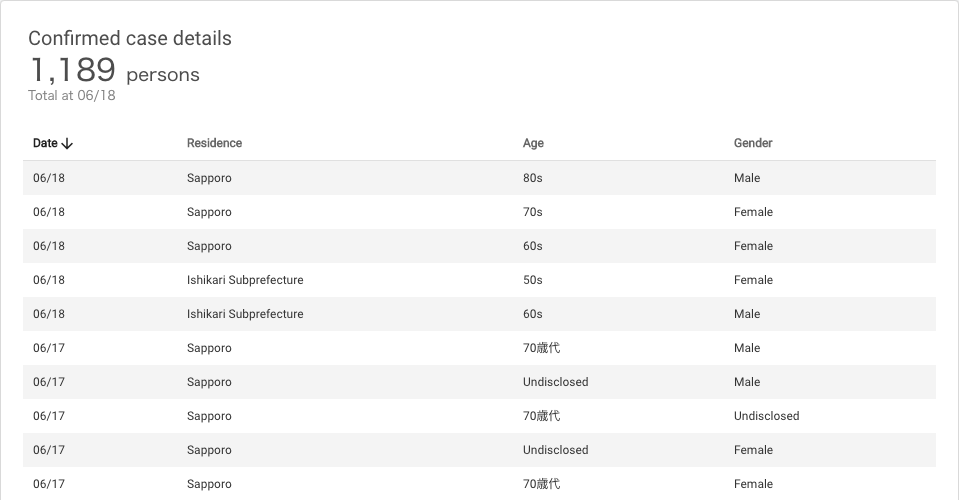 Confirmed case details
1,189 persons
Total at 06/18
Date ↓ Residence Age Gender
06/18 Sapporo 80s Male
06/18 Sapporo 70s Female
06/18 Sapporo 60s Female
06/18 Ishikari Subprefecture 50s Female
06/18 Ishikari Subprefecture 60s Male
06/17 Sapporo 70歳代 Male
06/17 Sapporo Undisclosed Male
06/17 Sapporo 70歳代 Undisclosed
06/17 Sapporo Undisclosed Female
06/17 Sapporo 70歳代 Female